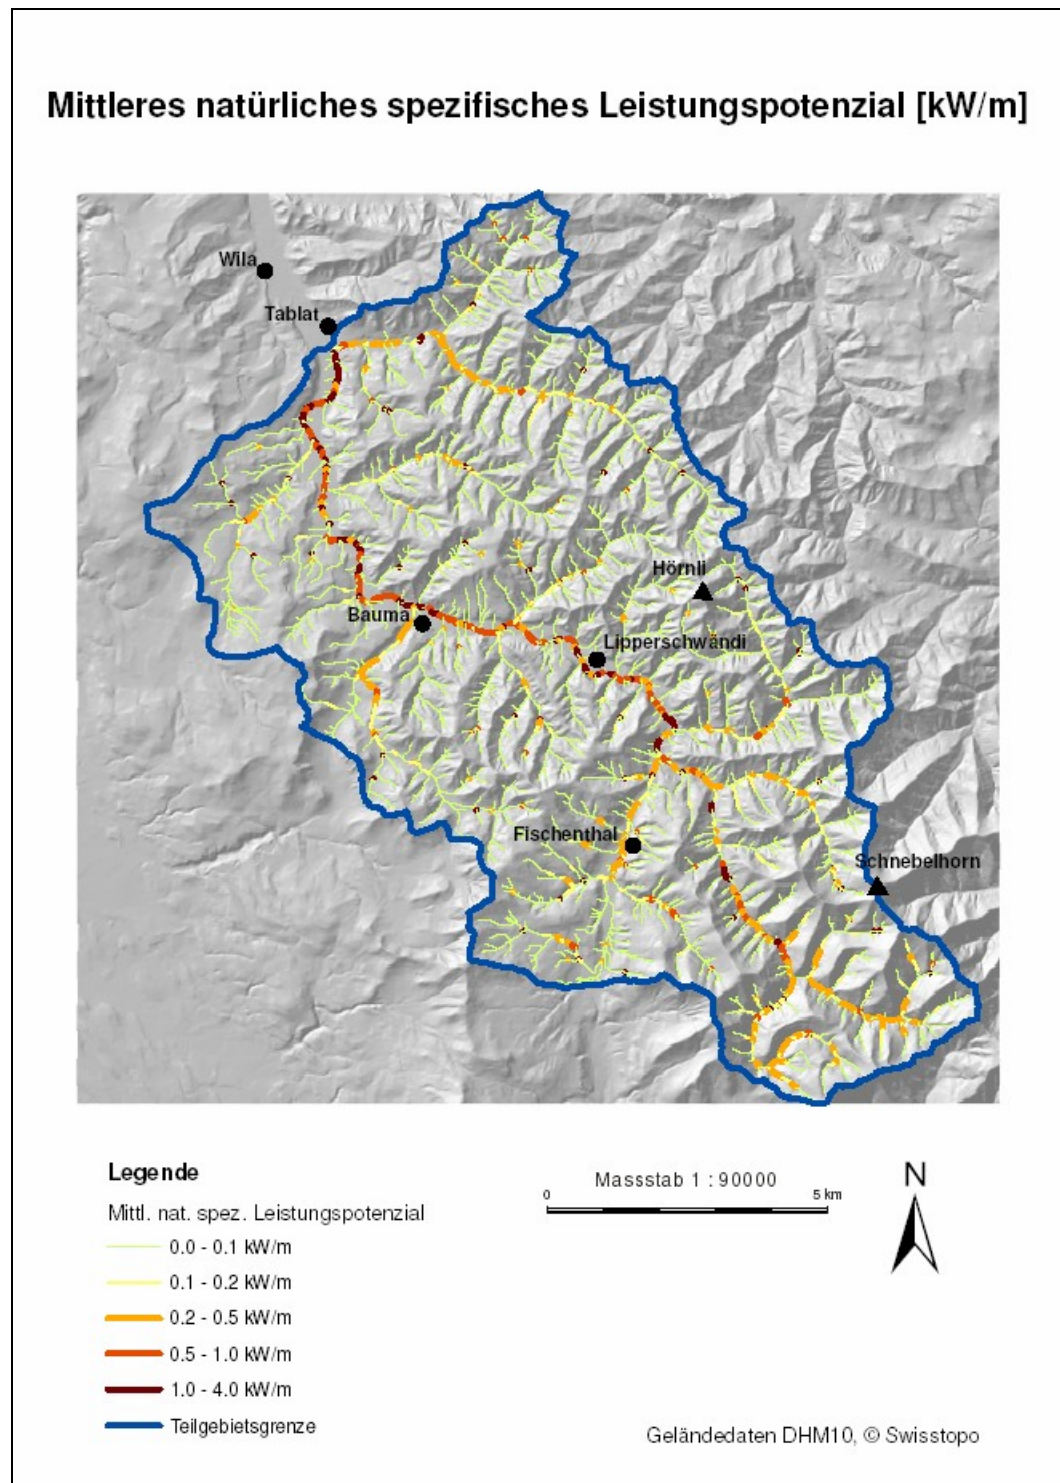 Mittleres natürliches spezifisches Leistungspotenzial [kW/m]
Wila
Tablat
Hörnli
Bauma
Lipperschwändi
Fischenthal
Schnebelhorn
Legende
Mittl. nat. spez. Leistungspotenzial
0.0 - 0.1 kW/m
0.1 - 0.2 kW/m
0.2 - 0.5 kW/m
0.5 - 1.0 kW/m
1.0 - 4.0 kW/m
Teilgebietsgrenze
Massstab 1 : 90000
0 5 km
N
Geländedaten DHM10, © Swisstopo